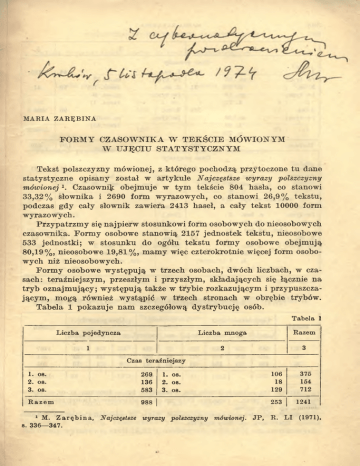 Z cybernetycznym
pozdrowieniem
Kraków, 5 listopada 1974
MARIA ZARĘBINA
FORMY CZASOWNIKA W TEKŚCIE MÓWIONYM
W UJĘCIU STATYSTYCZNYM
Tekst polszczyzny mówionej, z którego pochodzą przytoczone tu dane
statystyczne opisany został w artykule Najczęstsze wyrazy polszczyzny
mówionej ¹. Czasownik obejmuje w tym tekście 804 hasła, co stanowi
33,32% słownika i 2690 form wyrazowych, co stanowi 26,9% tekstu,
podczas gdy cały słownik zawiera 2413 haseł, a cały tekst 10000 form
wyrazowych.
Przypatrzmy się najpierw stosunkowi form osobowych do nieosobowych
czasownika. Formy osobowe stanowią 2157 jednostek tekstu, nieosobowe
533 jednostki; w stosunku do ogółu tekstu formy osobowe obejmują
80,19%, nieosobowe 19,81%, mamy więc czterokrotnie więcej form osobo-
wych niż nieosobowych.
Formy osobowe występują w trzech osobach, dwóch liczbach, w cza-
sach: teraźniejszym, przeszłym i przyszłym, składających się łącznie na
tryb oznajmujący; występują także w trybie rozkazującym i przypuszcza-
jącym, mogą również wystąpić w trzech stronach w obrębie trybów.
Tabela 1 pokazuje nam szczegółową dystrybucję osób.
Tabela 1
Liczba pojedyncza Liczba mnoga Razem
1 2 3
Czas teraźniejszy
1. os. 269 1. os. 106 375
2. os. 136 2. os. 18 154
3. os. 583 3. os. 129 712
Razem 988 253 1241
¹ M. Zarębina, Najczęstsze wyrazy polszczyzny mówionej. JP, R. LI (1971),
s. 336—347.